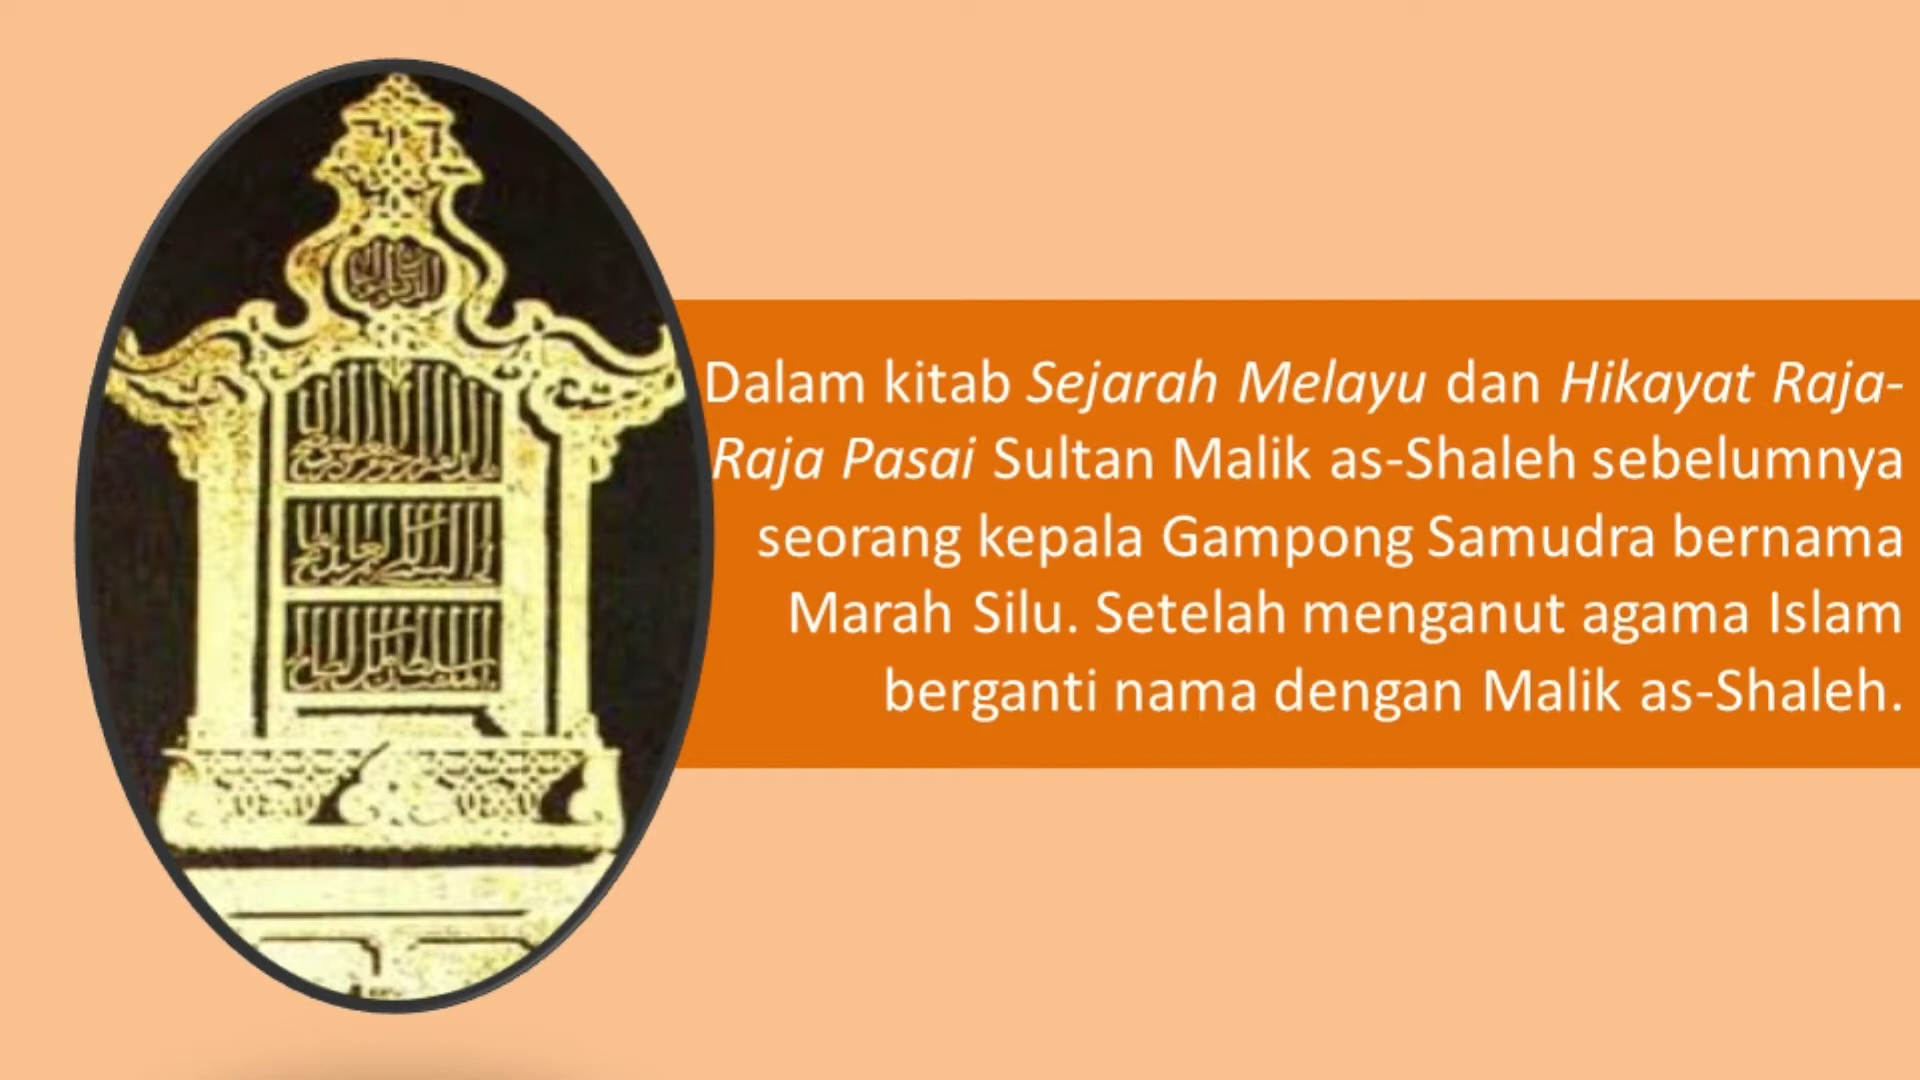 Dalam kitab Sejarah Melayu dan Hikayat Raja-
Raja Pasai Sultan Malik as-Shaleh sebelumnya
seorang kepala Gampong Samudra bernama
Marah Silu. Setelah menganut agama Islam
berganti nama dengan Malik as-Shaleh.